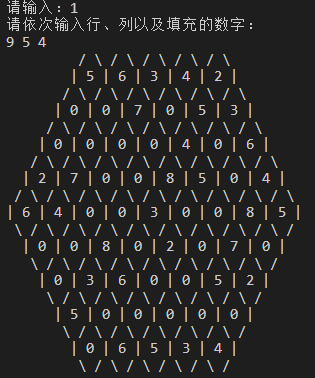 请输入：1
请依次输入行、列以及填充的数字：
9 5 4
/ \ / \ / \ / \ / \
| 5 | 6 | 3 | 4 | 2 |
/ \ / \ / \ / \ / \ / \
| 0 | 0 | 7 | 0 | 5 | 3 |
/ \ / \ / \ / \ / \ / \ / \
| 0 | 0 | 0 | 0 | 4 | 0 | 6 |
/ \ / \ / \ / \ / \ / \ / \ / \
| 2 | 7 | 0 | 0 | 8 | 5 | 0 | 4 |
/ \ / \ / \ / \ / \ / \ / \ / \ / \
| 6 | 4 | 0 | 0 | 3 | 0 | 0 | 8 | 5 |
\ / \ / \ / \ / \ / \ / \ / \ / \ /
| 0 | 0 | 8 | 0 | 2 | 0 | 7 | 0 |
\ / \ / \ / \ / \ / \ / \ / \ /
| 0 | 3 | 6 | 0 | 0 | 5 | 2 |
\ / \ / \ / \ / \ / \ / \ /
| 5 | 0 | 0 | 0 | 0 | 0 |
\ / \ / \ / \ / \ / \ /
| 0 | 6 | 5 | 3 | 4 |
\ / \ / \ / \ / \ /